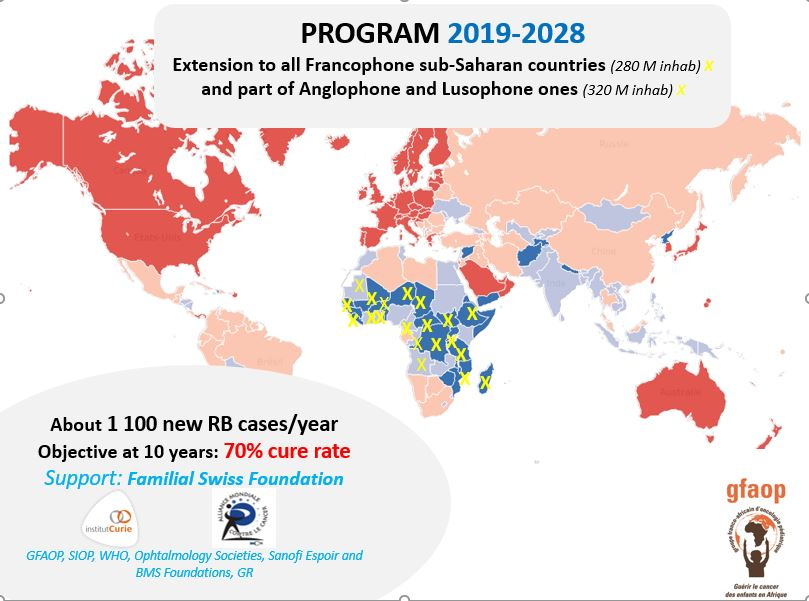 PROGRAM 2019-2028
Extension to all Francophone sub-Saharan countries (280 M inhab) X
and part of Anglophone and Lusophone ones (320 M inhab) X
Russie
États-Unis
Chine
Inde
Brésil
Australie
X X X X X X X X X X X X X X X X X X X X X
About 1 100 new RB cases/year
Objective at 10 years: 70% cure rate
Support: Familial Swiss Foundation
institutCurie
ALLIANCE MONDIALE
CONTRE LE CANCER
GFAOP, SIOP, WHO, Ophtalmology Societies, Sanofi Espoir and
BMS Foundations, GR
gfaop
groupe franco-africain d'oncologie pédiatrique
Guérir le cancer
des enfants en Afrique